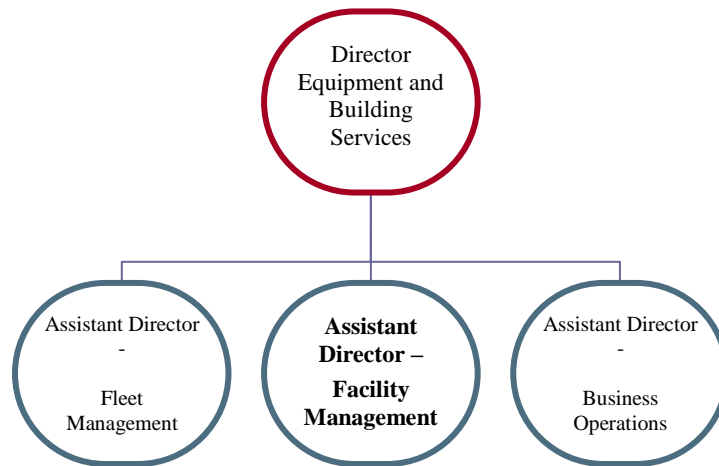 Director
Equipment and
Building
Services
Assistant Director
-
Fleet
Management
Assistant
Director –
Facility
Management
Assistant Director
-
Business
Operations